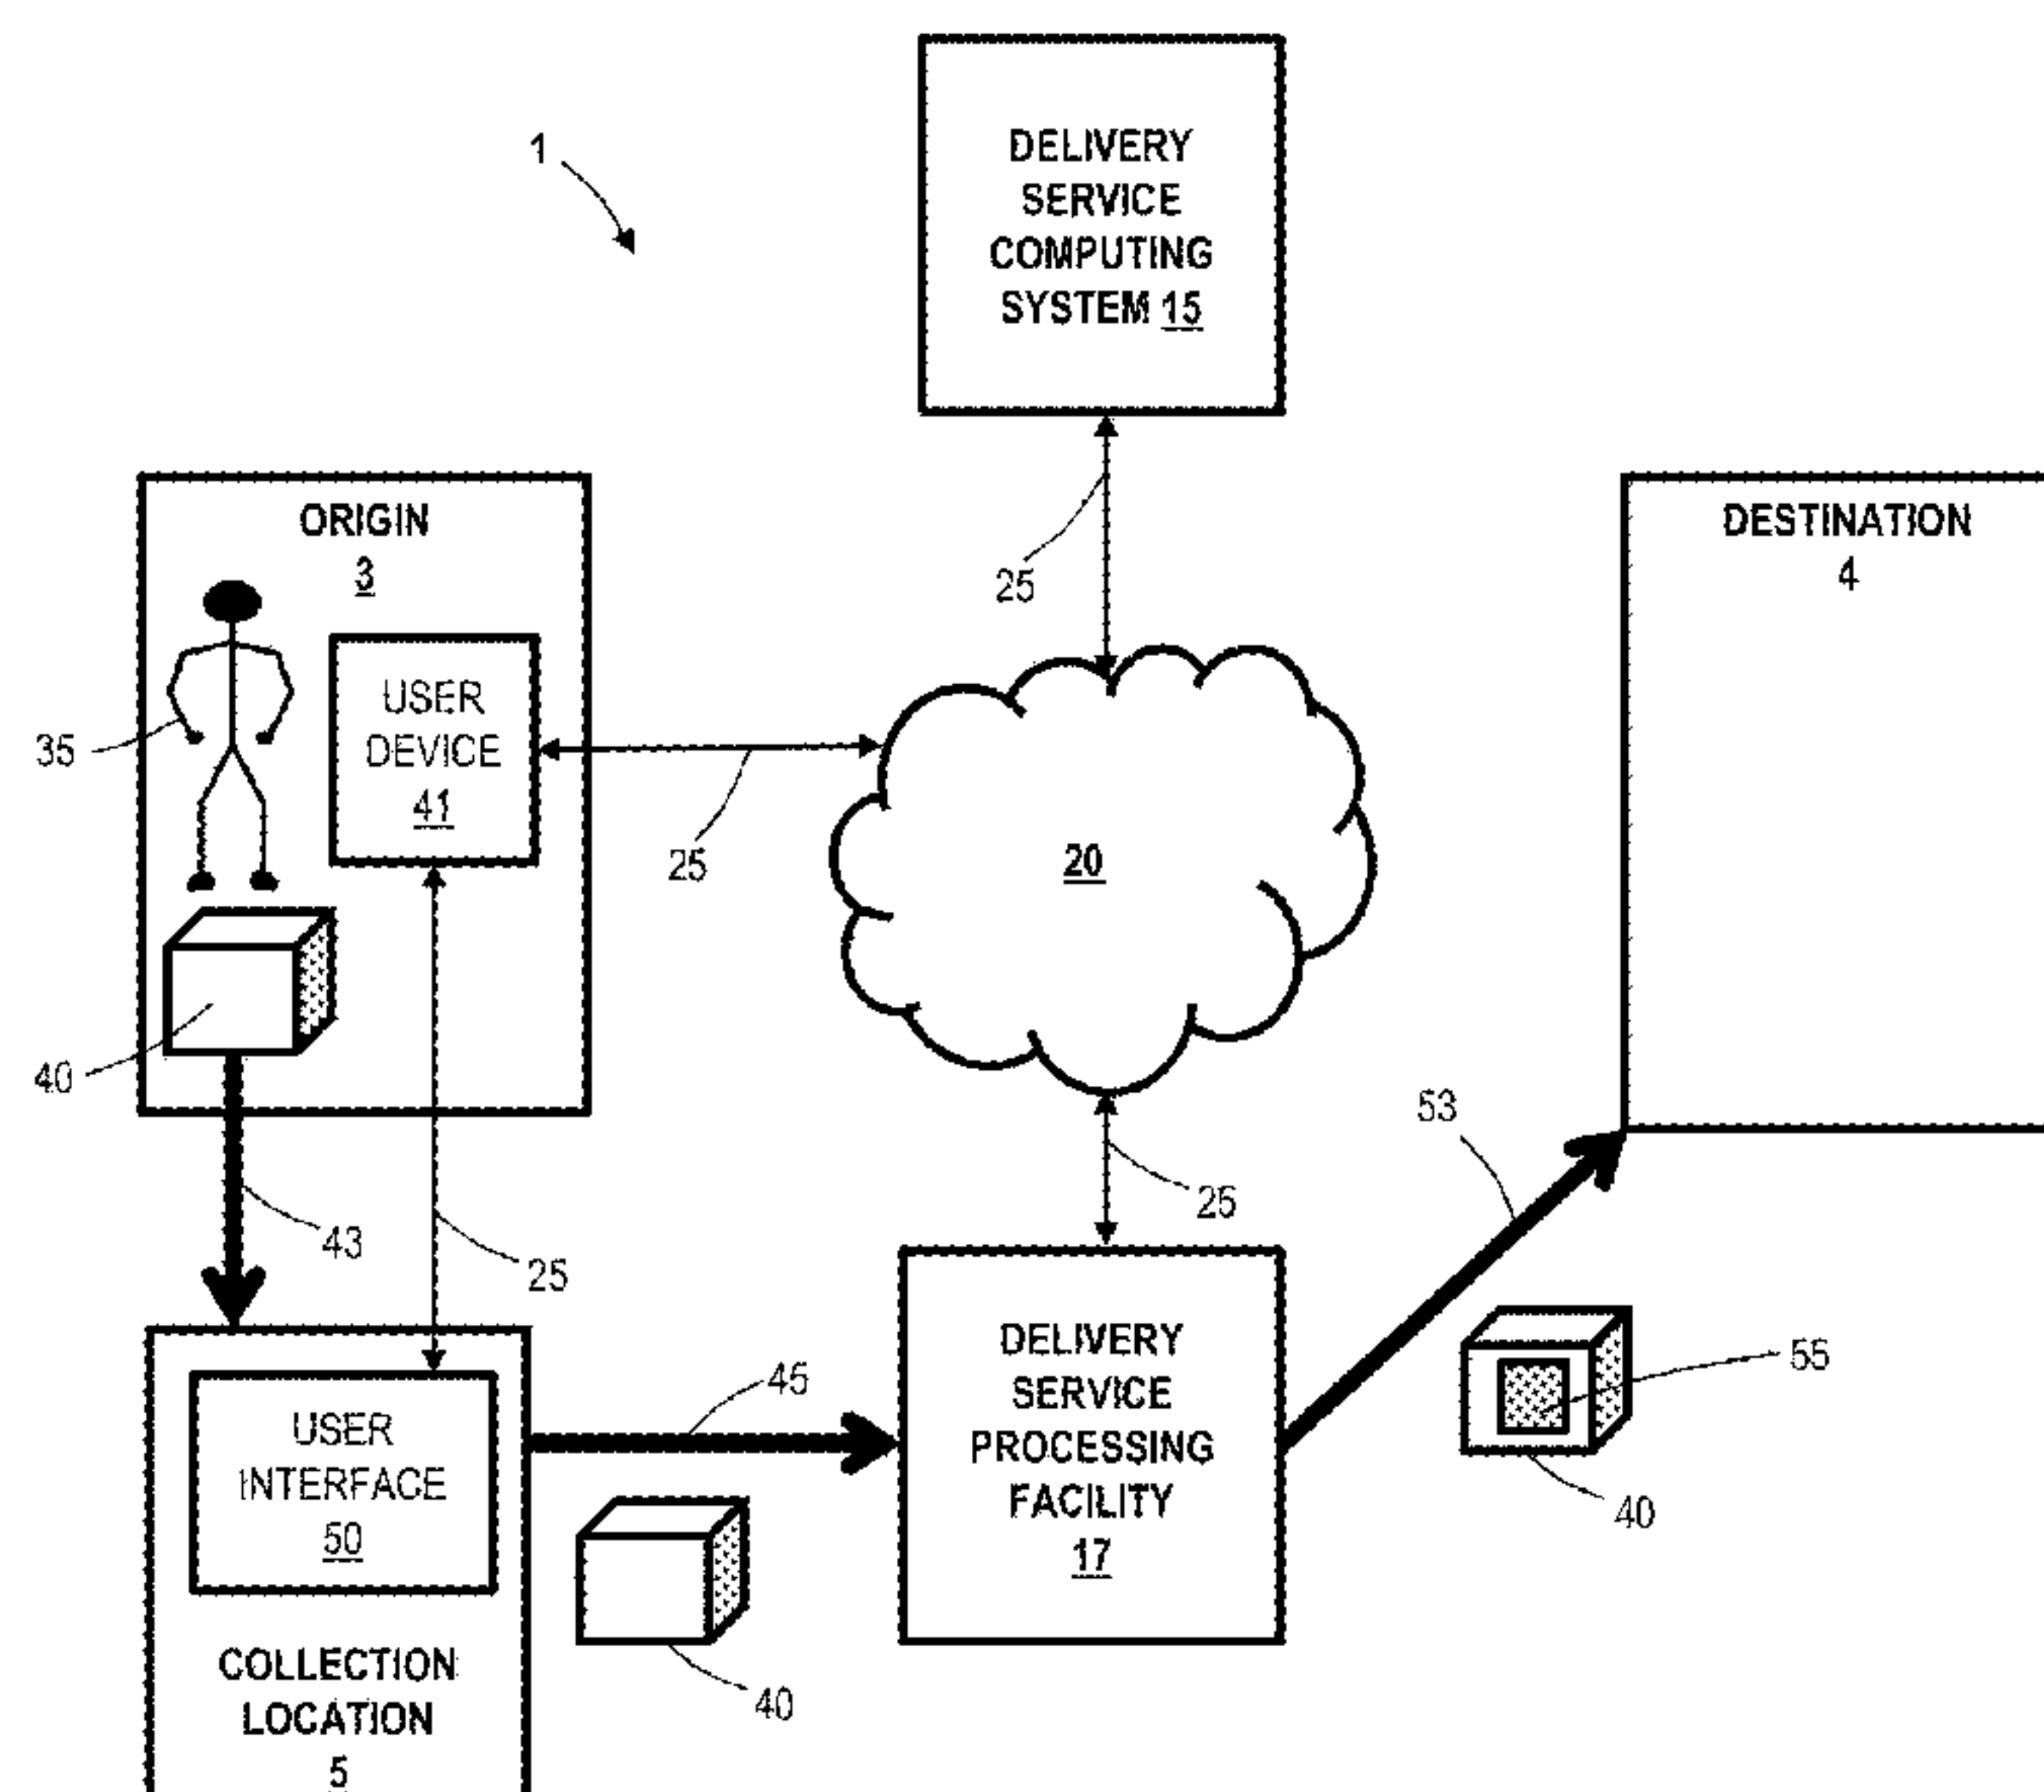 1
DELIVERY
SERVICE
COMPUTING
SYSTEM 15
25
ORIGIN
3
DESTINATION
4
USER
DEVICE
41
35
25
20
40
53
25
43
25
DELIVERY
SERVICE
PROCESSING
FACILITY
17
55
45
40
USER
INTERFACE
50
40
COLLECTION
LOCATION
5